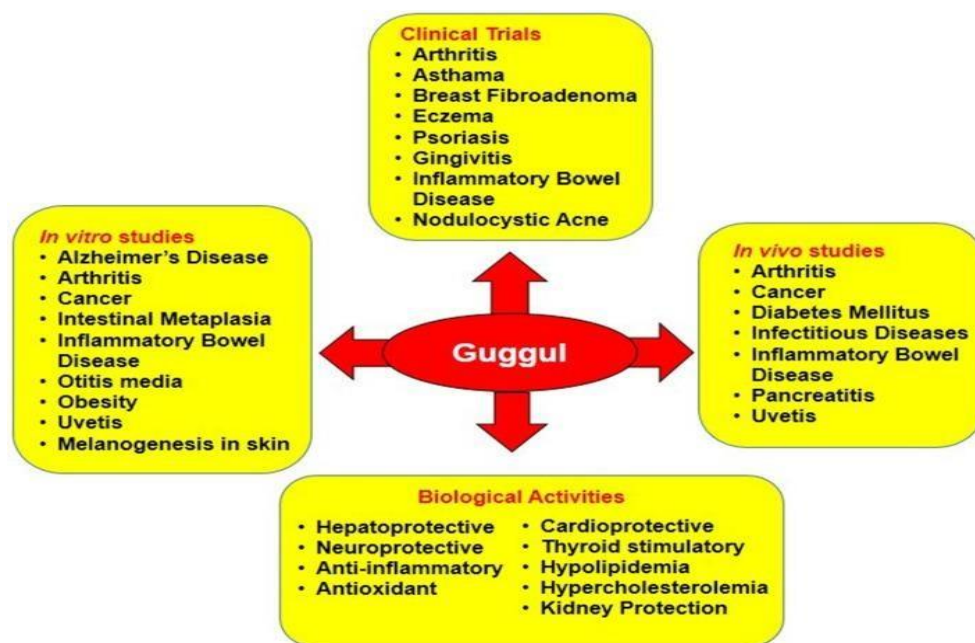 Clinical Trials
• Arthritis
• Asthama
• Breast Fibroadenoma
• Eczema
• Psoriasis
• Gingivitis
• Inflammatory Bowel
Disease
• Nodulocystic Acne
In vitro studies
• Alzheimer's Disease
• Arthritis
• Cancer
• Intestinal Metaplasia
• Inflammatory Bowel
Disease
• Otitis media
• Obesity
• Uvetis
• Melanogenesis in skin
Guggul
In vivo studies
• Arthritis
• Cancer
• Diabetes Mellitus
• Infectitious Diseases
• Inflammatory Bowel
Disease
• Pancreatitis
• Uvetis
Biological Activities
• Hepatoprotective
• Neuroprotective
• Anti-inflammatory
• Antioxidant
• Cardioprotective
• Thyroid stimulatory
• Hypolipidemia
• Hypercholesterolemia
• Kidney Protection